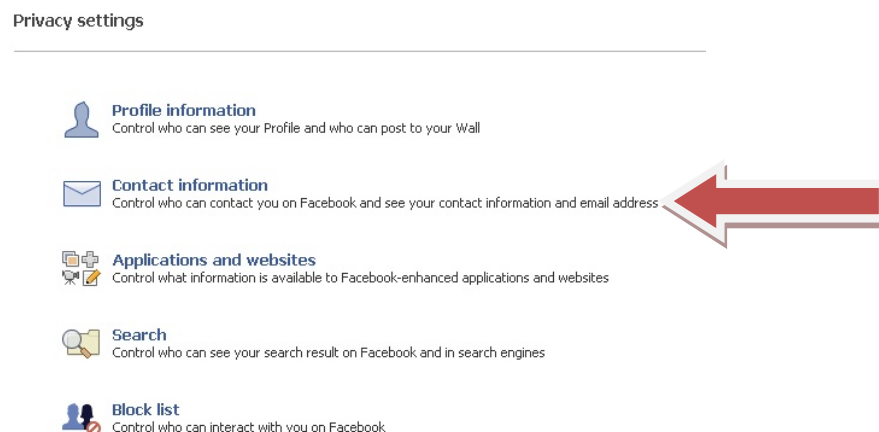 Privacy settings
Profile information
Control who can see your Profile and who can post to your Wall
Contact information
Control who can contact you on Facebook and see your contact information and email address
Applications and websites
Control what information is available to Facebook-enhanced applications and websites
Search
Control who can see your search result on Facebook and in search engines
Block list
Control who can interact with you on Facebook